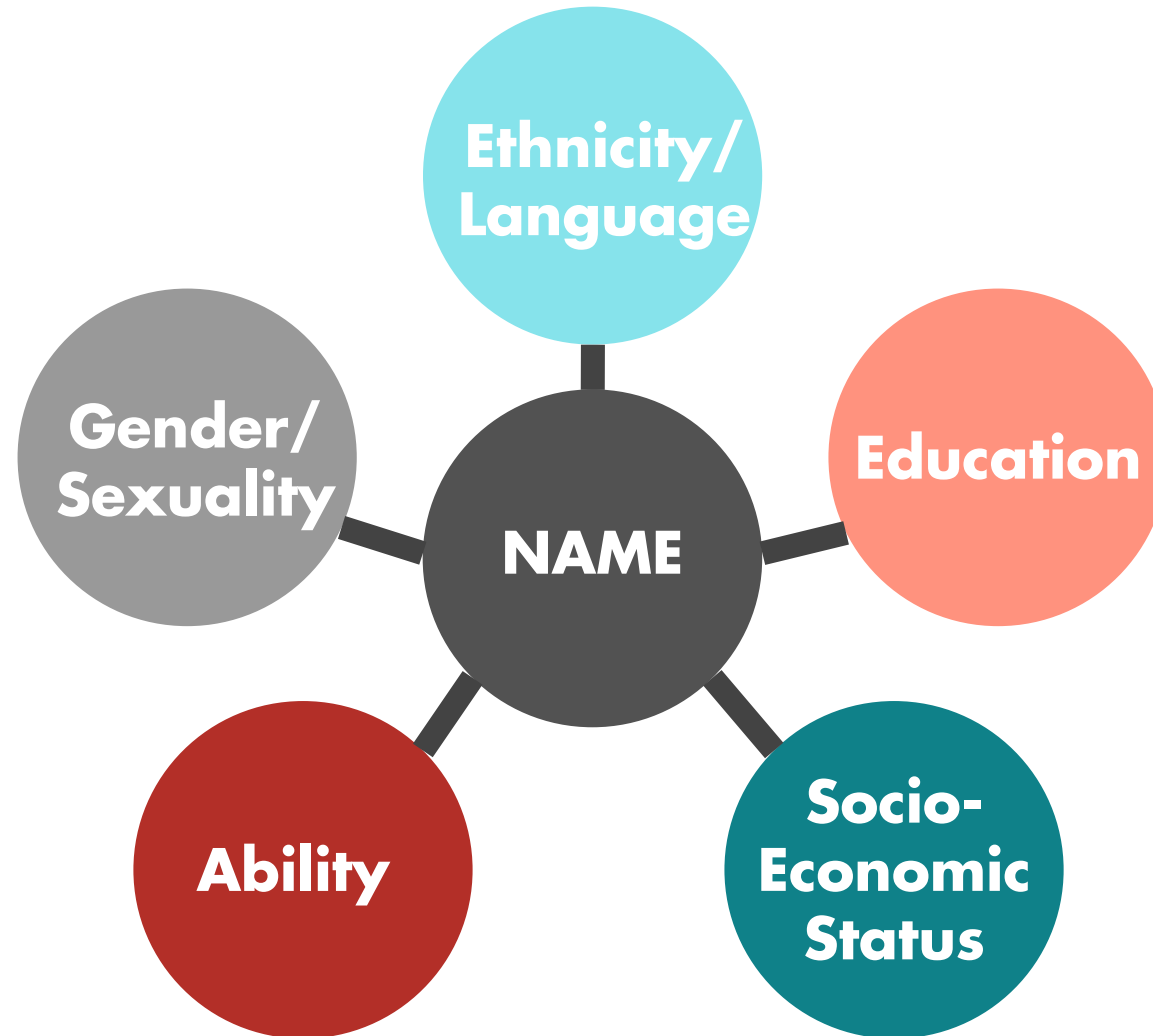 Ethnicity/
Language
Gender/
Sexuality
Education
NAME
Ability
Socio-
Economic
Status